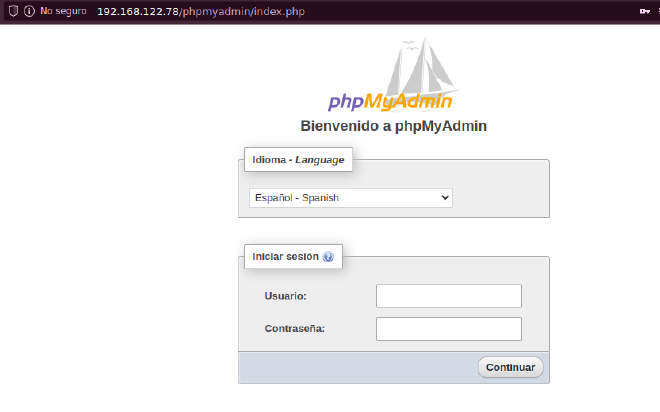 No seguro 192.168.122.78/phpmyadmin/index.php
phpMyAdmin
Bienvenido a phpMyAdmin
Idioma - Language
Español - Spanish
Iniciar sesión
Usuario:
Contraseña:
Continuar